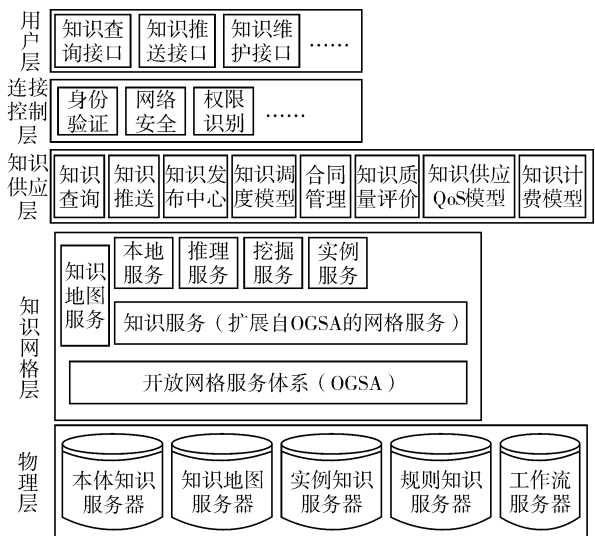 用户层
知识查询接口
知识推送接口
知识维护接口
……
连接控制层
身份验证
网络安全
权限识别
……
知识供应层
知识查询
知识推送
知识发布中心
知识调度模型
合同管理
知识质量评价
知识供应QoS模型
知识计费模型
知识网格层
知识地图服务
本地服务
推理服务
挖掘服务
实例服务
知识服务（扩展自OGSA的网格服务）
开放网格服务体系（OGSA）
物理层
本体知识服务器
知识地图服务器
实例知识服务器
规则知识服务器
工作流服务器